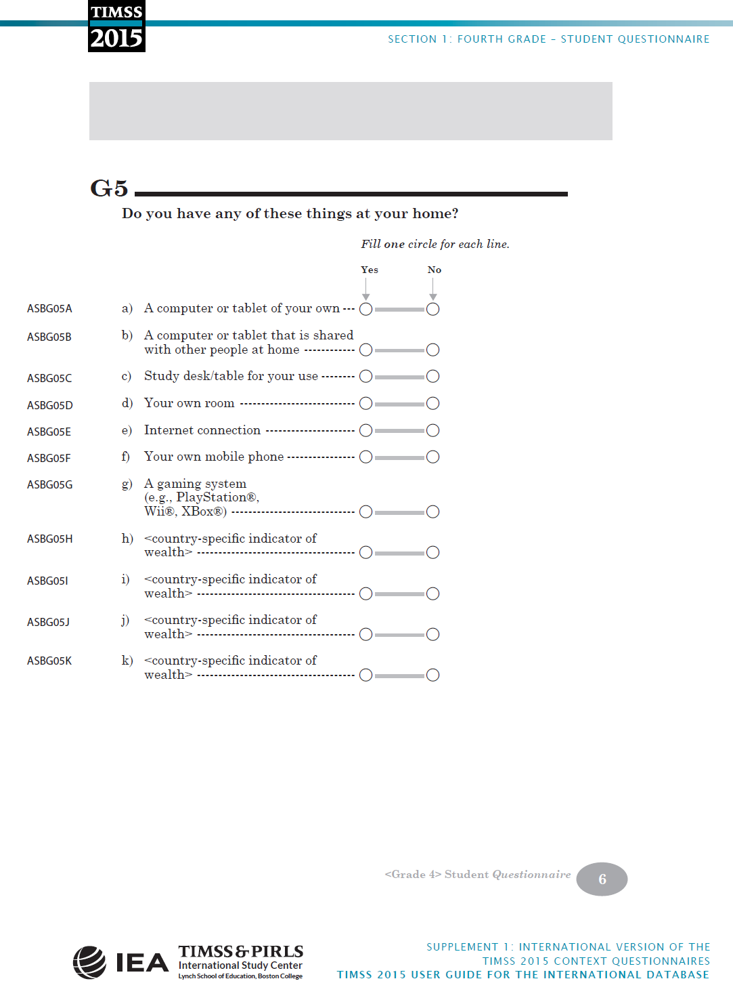 TIMSS
2015
SECTION 1: FOURTH GRADE – STUDENT QUESTIONNAIRE
G5
Do you have any of these things at your home?
Fill one circle for each line.
Yes No
ASBG05A a) A computer or tablet of your own ---
ASBG05B b) A computer or tablet that is shared
with other people at home ------------
ASBG05C c) Study desk/table for your use --------
ASBG05D d) Your own room ---------------------------
ASBG05E e) Internet connection ---------------------
ASBG05F f) Your own mobile phone ----------------
ASBG05G g) A gaming system
(e.g., PlayStation®,
Wii®, XBox®) -----------------------------
ASBG05H h) <country-specific indicator of
wealth> -------------------------------------
ASBG05I i) <country-specific indicator of
wealth> -------------------------------------
ASBG05J j) <country-specific indicator of
wealth> -------------------------------------
ASBG05K k) <country-specific indicator of
wealth> -------------------------------------
<Grade 4> Student Questionnaire 6
IEA
TIMSS & PIRLS
International Study Center
Lynch School of Education, Boston College
SUPPLEMENT 1: INTERNATIONAL VERSION OF THE
TIMSS 2015 CONTEXT QUESTIONNAIRES
TIMSS 2015 USER GUIDE FOR THE INTERNATIONAL DATABASE